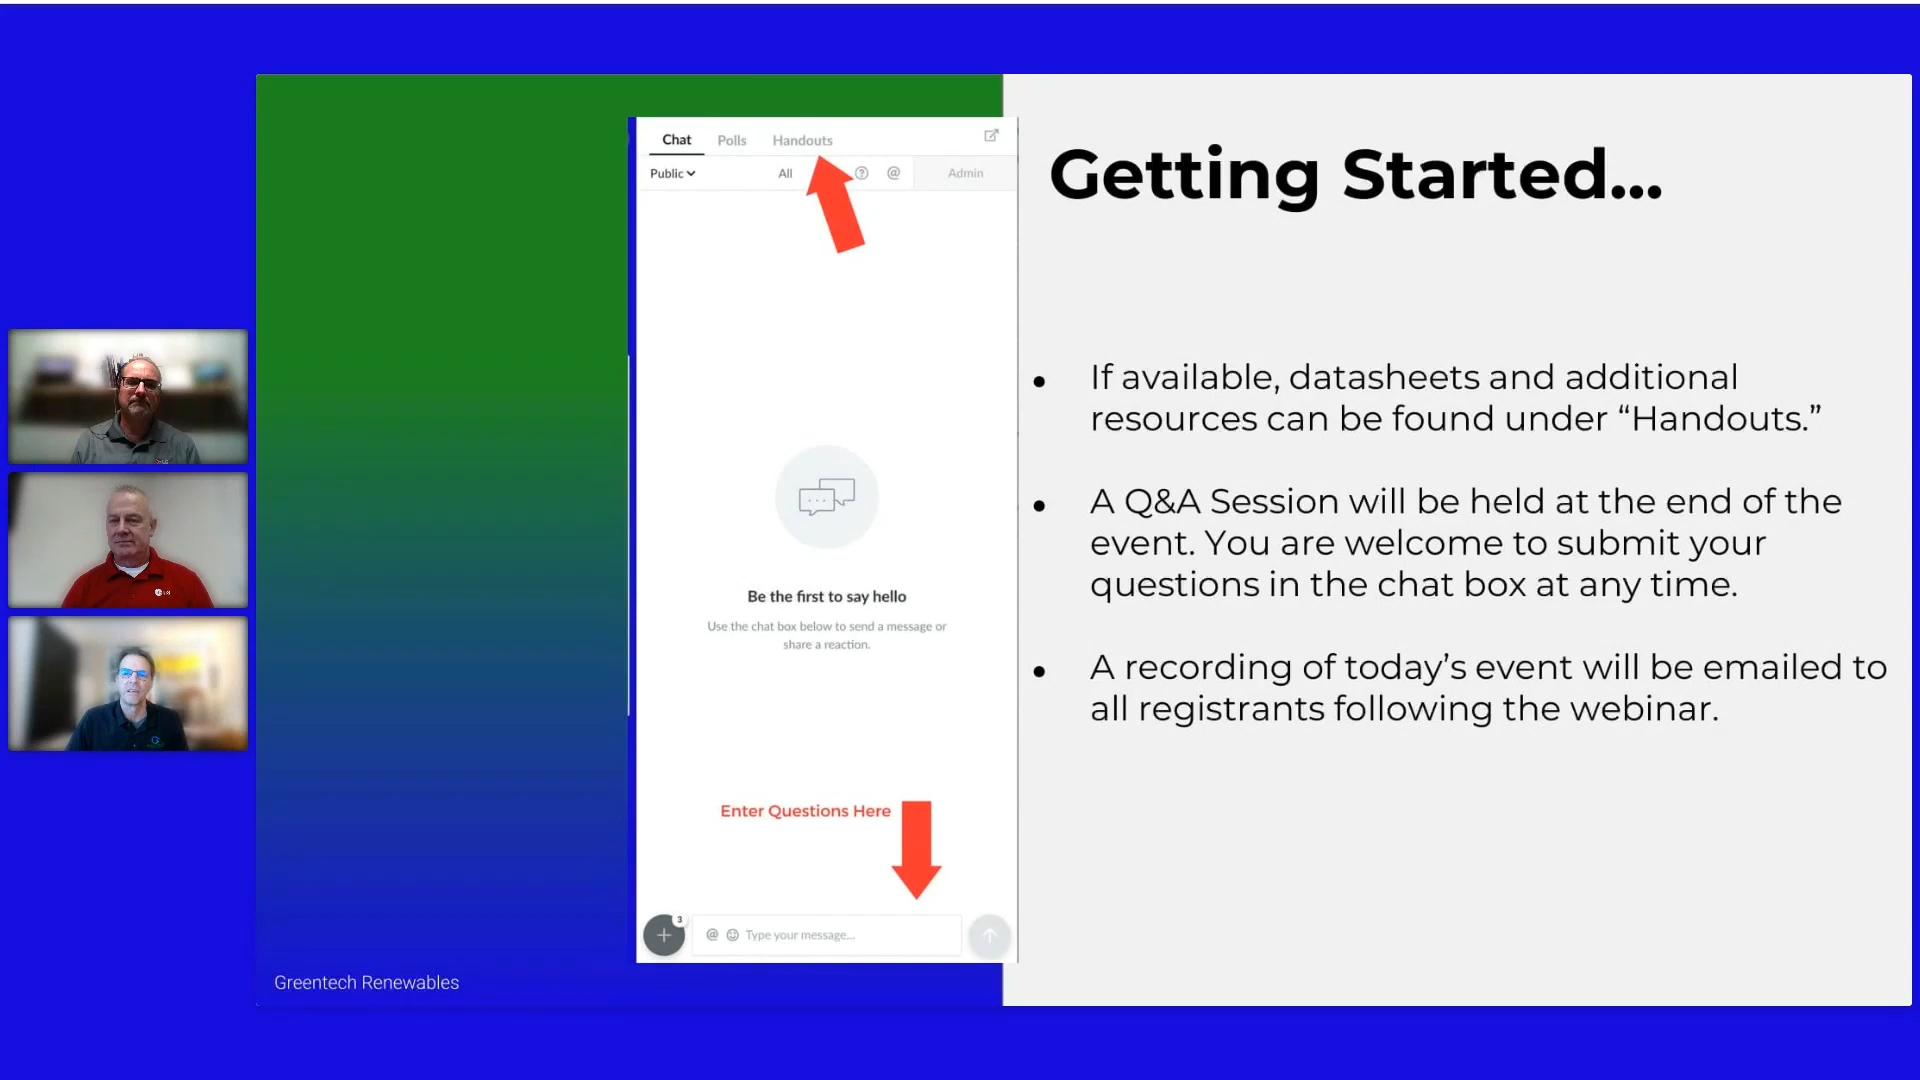 Chat Polls Handouts
Public All @ Admin
Be the first to say hello
Use the chat box below to send a message or
share a reaction.
Enter Questions Here
3
@ Type your message...
Greentech Renewables
Getting Started...
• If available, datasheets and additional
resources can be found under “Handouts.”
• A Q&A Session will be held at the end of the
event. You are welcome to submit your
questions in the chat box at any time.
• A recording of today’s event will be emailed to
all registrants following the webinar.
LG